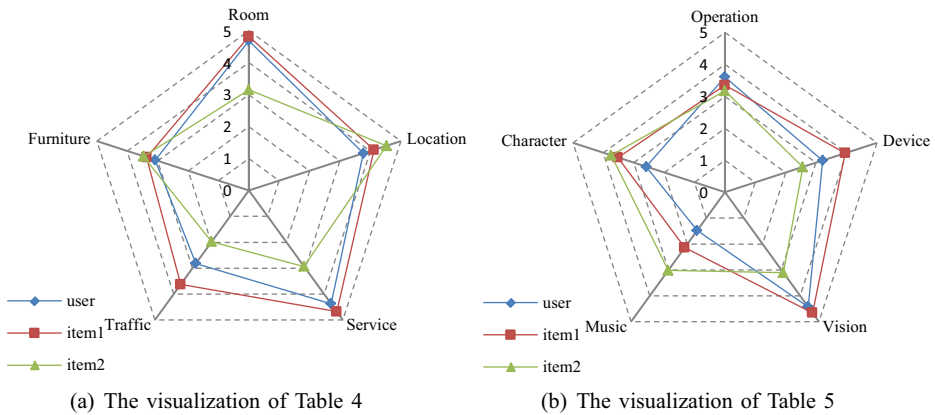 Room
5
4
3
2
1
0
Location
Service
Traffic
Furniture
user
item1
item2
(a) The visualization of Table 4
Operation
5
4
3
2
1
0
Device
Vision
Music
Character
user
item1
item2
(b) The visualization of Table 5